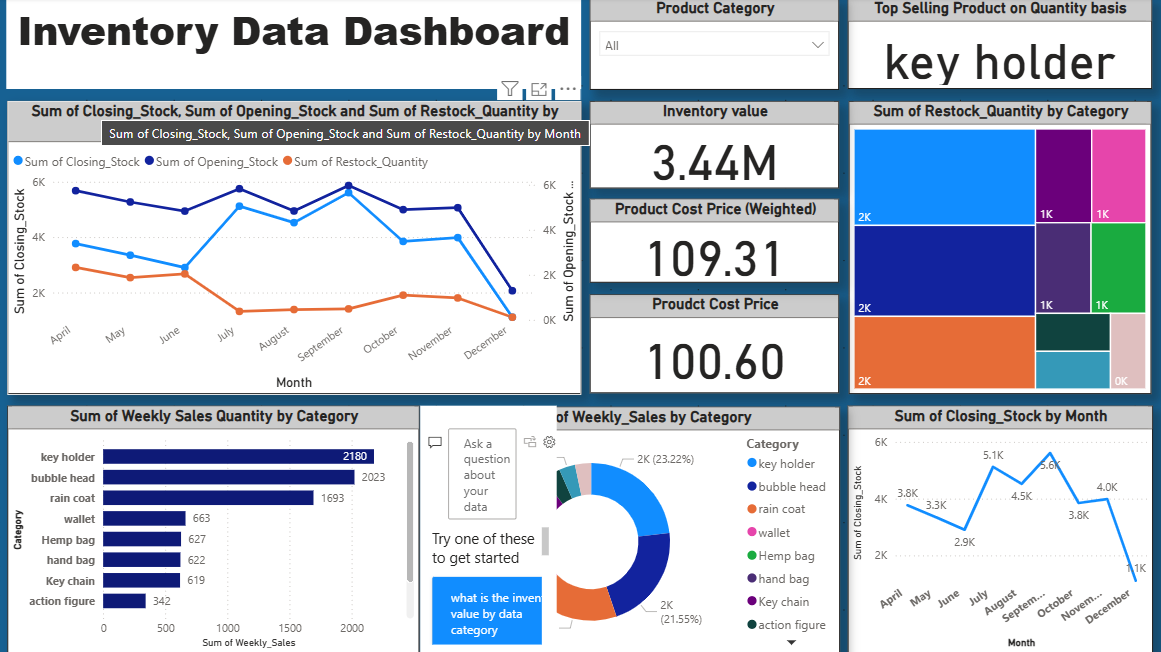 Inventory Data Dashboard
Product Category
All
Top Selling Product on Quantity basis
key holder
Sum of Closing_Stock, Sum of Opening_Stock and Sum of Restock_Quantity by
Sum of Closing_Stock, Sum of Opening_Stock and Sum of Restock_Quantity by Month
Sum of Closing_Stock Sum of Opening_Stock Sum of Restock_Quantity
Sum of Closing_Stock
6K
4K
2K
6K
4K
2K
0K
Sum of Opening_Stock ...
April
May
June
July
August
September
October
November
December
Month
Inventory value
3.44M
Product Cost Price (Weighted)
109.31
Proudct Cost Price
100.60
Sum of Restock_Quantity by Category
2K
1K
1K
2K
1K
1K
2K
0K
Sum of Weekly Sales Quantity by Category
Category
key holder 2180
bubble head 2023
rain coat 1693
wallet 663
Hemp bag 627
hand bag 622
Key chain 619
action figure 342
0 500 1000 1500 2000
Sum of Weekly_Sales
Ask a
question
about
your
data
Try one of these
to get started
what is the inven
value by data
category
of Weekly_Sales by Category
2K (23.22%)
2K
(21.55%)
Category
key holder
bubble head
rain coat
wallet
Hemp bag
hand bag
Key chain
action figure
Sum of Closing_Stock by Month
Sum of Closing_Stock
6K
4K
2K
3.8K
3.3K
2.9K
5.1K
4.5K
5.6K
3.8K
4.0K
1.1K
April
May
June
July
August
Septem...
October
Novem...
December
Month